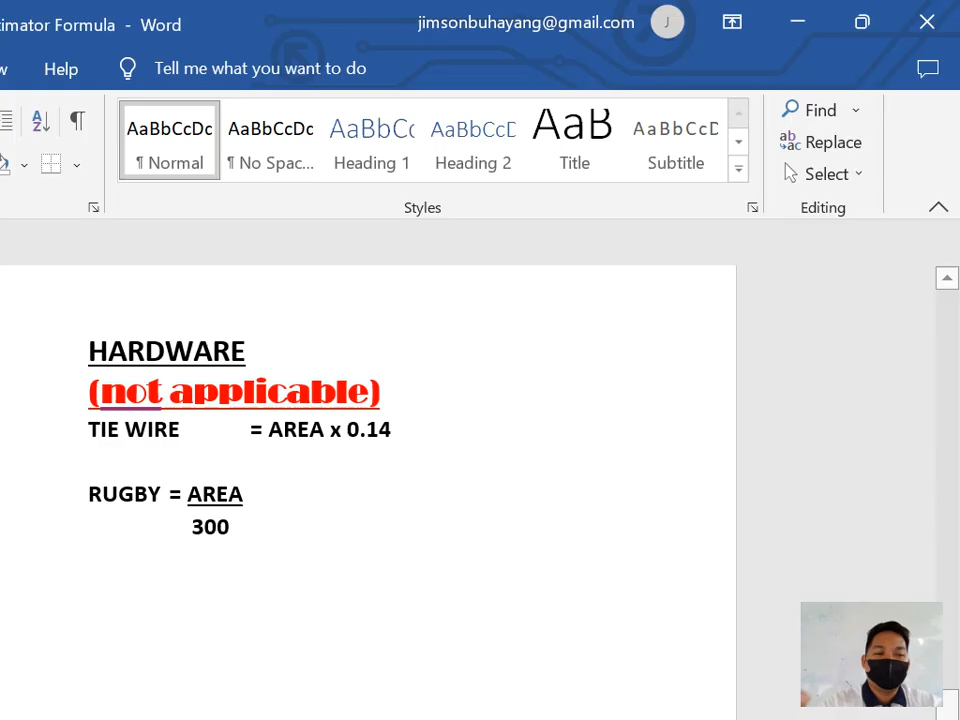 timator Formula - Word
jimsonbuhayang@gmail.com
J
w
Help
Tell me what you want to do
AaBbCcDc
AaBbCcDc
AaBbCc
AaBbCcD
AaB
AaBbCcD
¶ Normal
¶ No Spac...
Heading 1
Heading 2
Title
Subtitle
Find
Replace
Select
Styles
Editing
HARDWARE
(not applicable)
TIE WIRE = AREA x 0.14
RUGBY = AREA
300